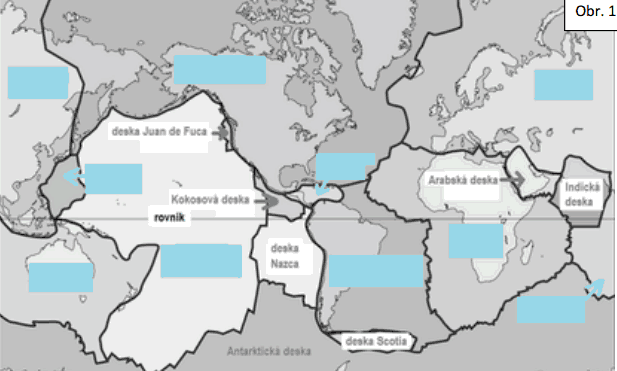 Obr. 1
deska Juan de Fuca
Kokosová deska
rovník
Arabská deska
Indická
deska
deska
Nazca
deska Scotia
Antarktická deska